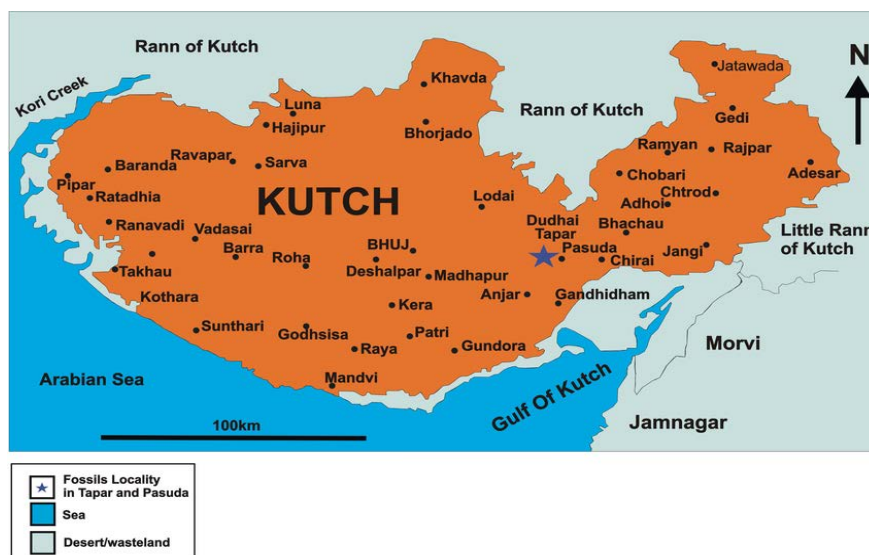 Rann of Kutch
N
Kori Creek
Khavda
Jatawada
Luna
Hajipur
Bhorjado
Rann of Kutch
Gedi
Baranda
Ravapar
Sarva
Ramyan
Rajpar
Adesar
Pipar
Ratadhia
KUTCH
Lodai
Chobari
Chtrod
Adhoi
Ranavadi
Vadasai
Barra
Roha
BHUJ
Deshalpar
Dudhai
Tapar
Pasuda
Bhachau
Chirai
Jangi
Little Rann
of Kutch
Takhau
Kothara
Madhapur
Anjar
Gandhidham
Kera
Sunthari
Godhsisa
Patri
Raya
Gundora
Mandvi
Morvi
Arabian Sea
Gulf Of Kutch
Jamnagar
100km
Fossils Locality
in Tapar and Pasuda
Sea
Desert/wasteland